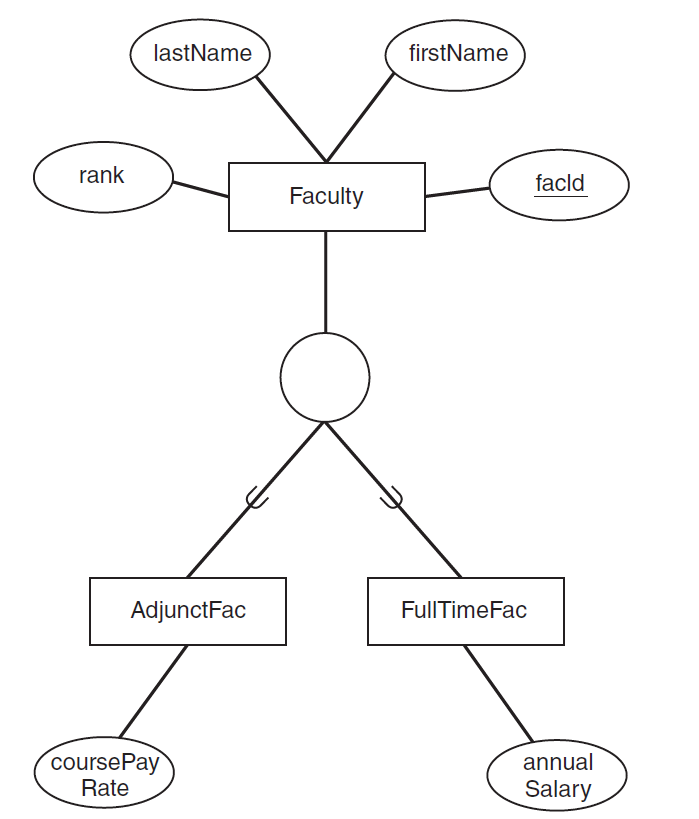 lastName
firstName
rank
Faculty
facId
AdjunctFac
FullTimeFac
coursePay
Rate
annual
Salary